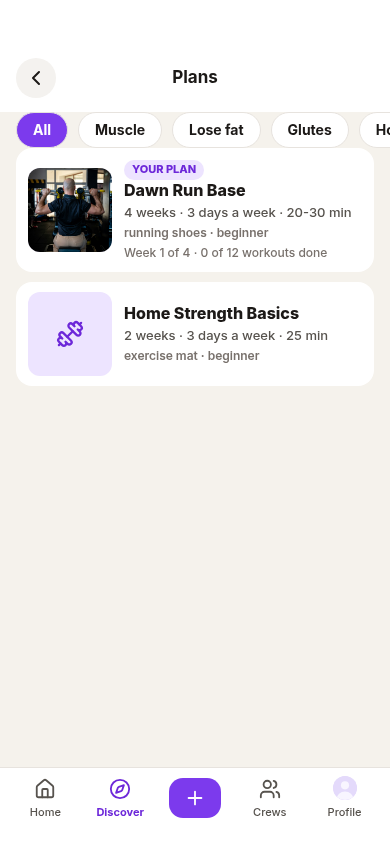 Plans
All
Muscle
Lose fat
Glutes
YOUR PLAN
Dawn Run Base
4 weeks · 3 days a week · 20-30 min
running shoes · beginner
Week 1 of 4 · 0 of 12 workouts done
Home Strength Basics
2 weeks · 3 days a week · 25 min
exercise mat · beginner
Home
Discover
Crews
Profile